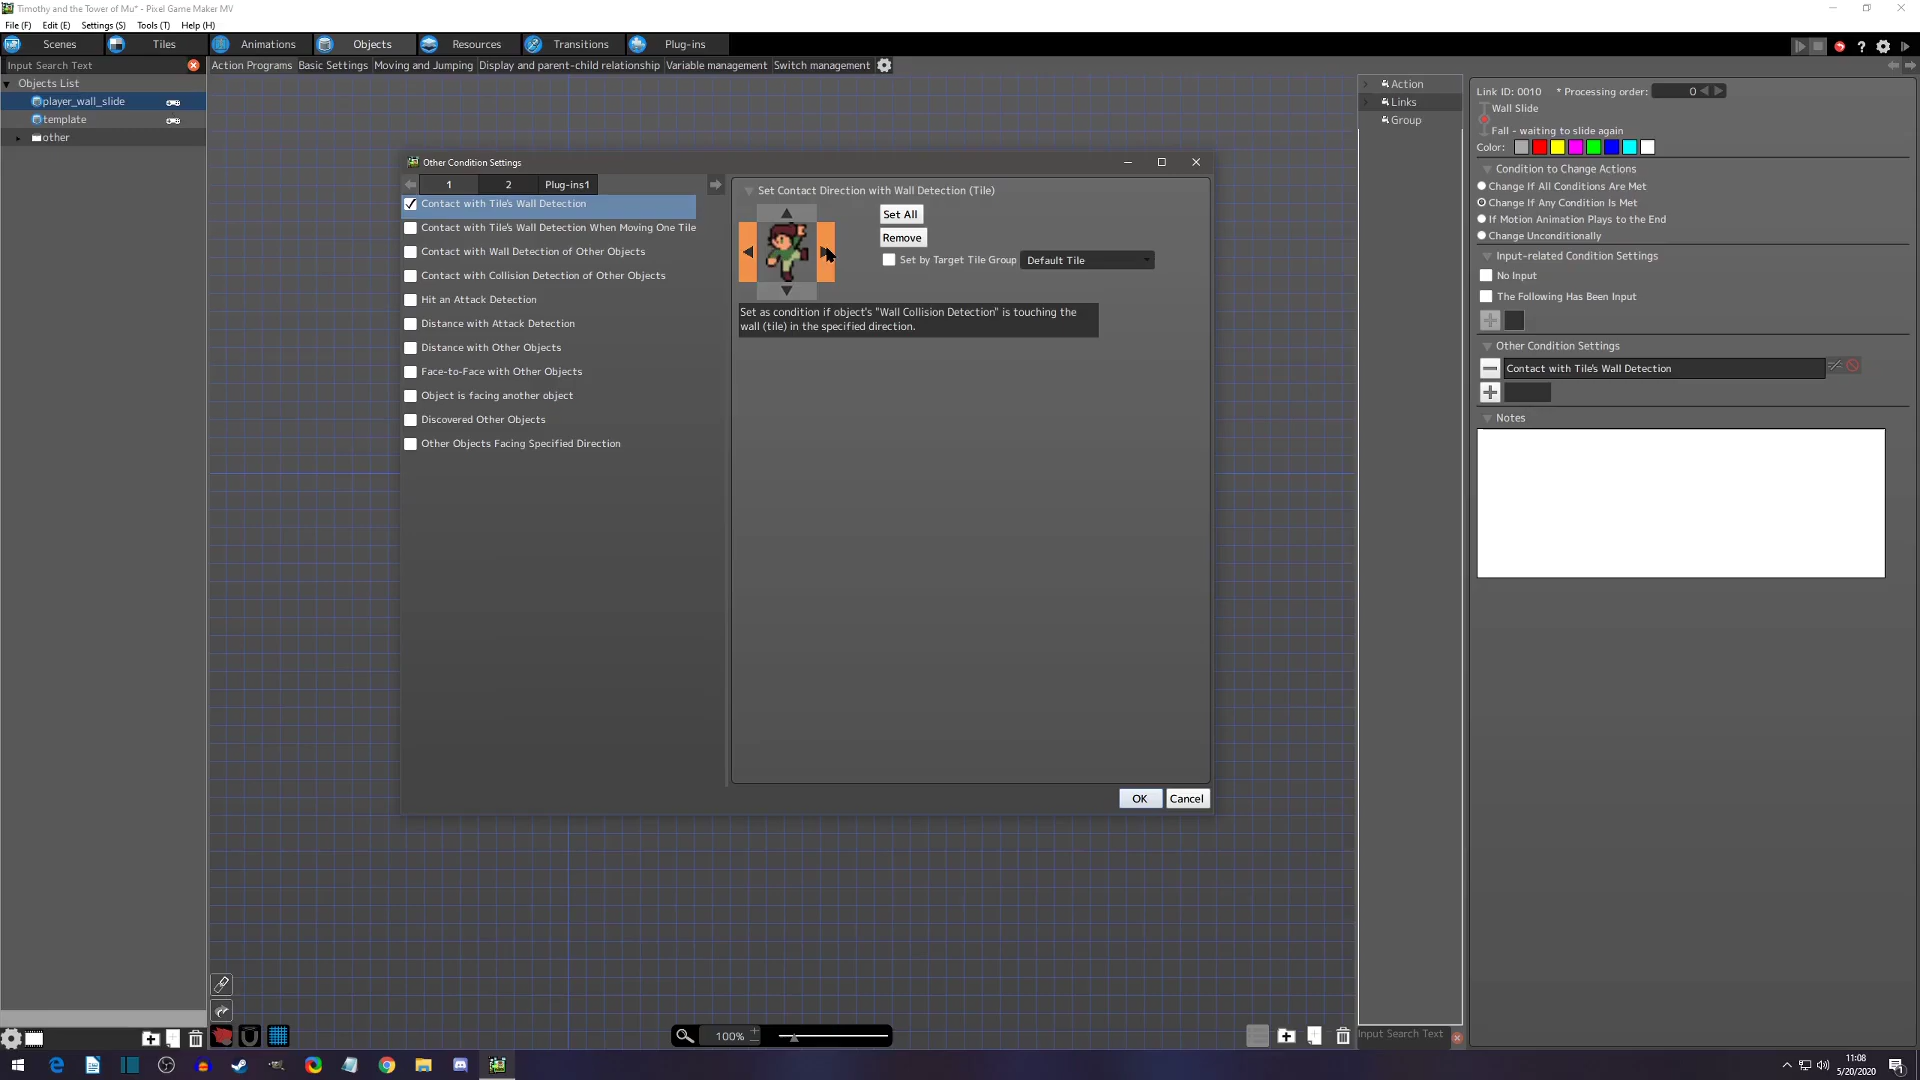 Timothy and the Tower of Mu* - Pixel Game Maker MV
File (F) Edit (E) Settings (S) Tools (T) Help (H)
Scenes Tiles Animations Objects Resources Transitions Plug-ins
Input Search Text
Action Programs Basic Settings Moving and Jumping Display and parent-child relationship Variable management Switch management
Objects List
player_wall_slide
template
other
Action
Links
Group
Other Condition Settings
1 2 Plug-ins1
Contact with Tile's Wall Detection
Contact with Tile's Wall Detection When Moving One Tile
Contact with Wall Detection of Other Objects
Contact with Collision Detection of Other Objects
Hit an Attack Detection
Distance with Attack Detection
Distance with Other Objects
Face-to-Face with Other Objects
Object is facing another object
Discovered Other Objects
Other Objects Facing Specified Direction
Set Contact Direction with Wall Detection (Tile)
Set All
Remove
Set by Target Tile Group Default Tile
Set as condition if object's "Wall Collision Detection" is touching the
wall (tile) in the specified direction.
OK Cancel
Link ID: 0010 * Processing order: 0
Wall Slide
Fall - waiting to slide again
Color:
Condition to Change Actions
Change If All Conditions Are Met
Change If Any Condition Is Met
If Motion Animation Plays to the End
Change Unconditionally
Input-related Condition Settings
No Input
The Following Has Been Input
Other Condition Settings
Contact with Tile's Wall Detection
Notes
100%
Input Search Text
11:08
5/20/2020